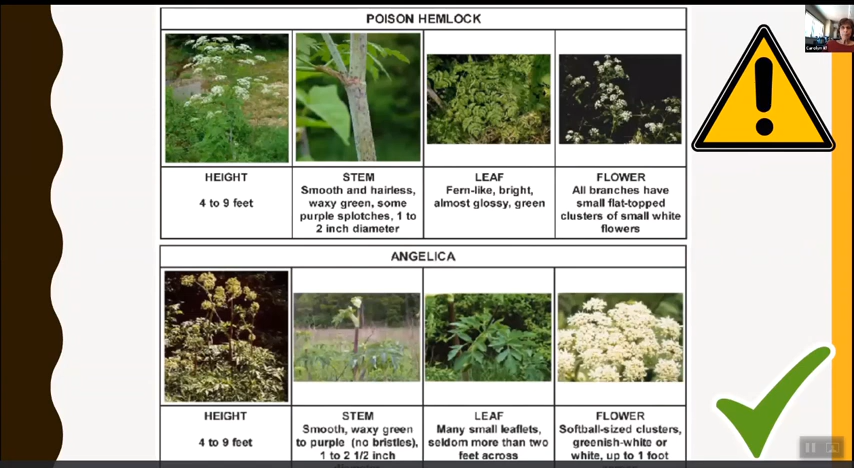 POISON HEMLOCK
HEIGHT
4 to 9 feet
STEM
Smooth and hairless,
waxy green, some
purple splotches, 1 to
2 inch diameter
LEAF
Fern-like, bright,
almost glossy, green
FLOWER
All branches have
small flat-topped
clusters of small white
flowers
ANGELICA
HEIGHT
4 to 9 feet
STEM
Smooth, waxy green
to purple (no bristles),
1 to 2 1/2 inch
LEAF
Many small leaflets,
seldom more than two
feet across
FLOWER
Softball-sized clusters,
greenish-white or
white, up to 1 foot